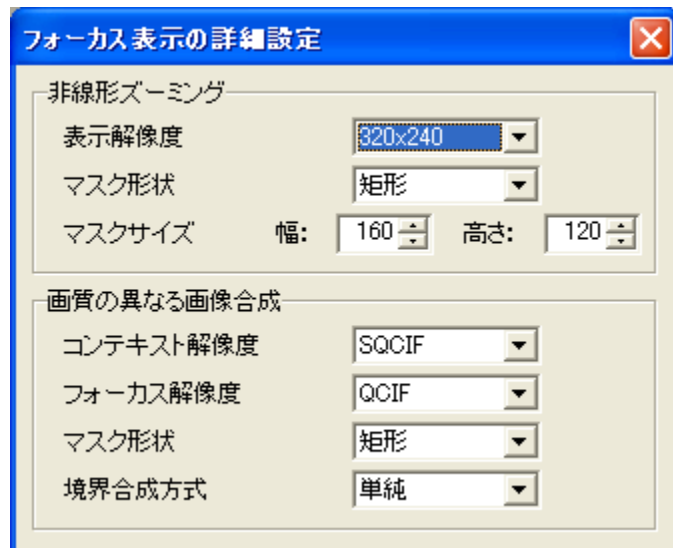 フォーカス表示の詳細設定
非線形ズーミング
表示解像度 320x240
マスク形状 矩形
マスクサイズ 幅: 160 高さ: 120
画質の異なる画像合成
コンテキスト解像度 SQCIF
フォーカス解像度 QCIF
マスク形状 矩形
境界合成方式 単純